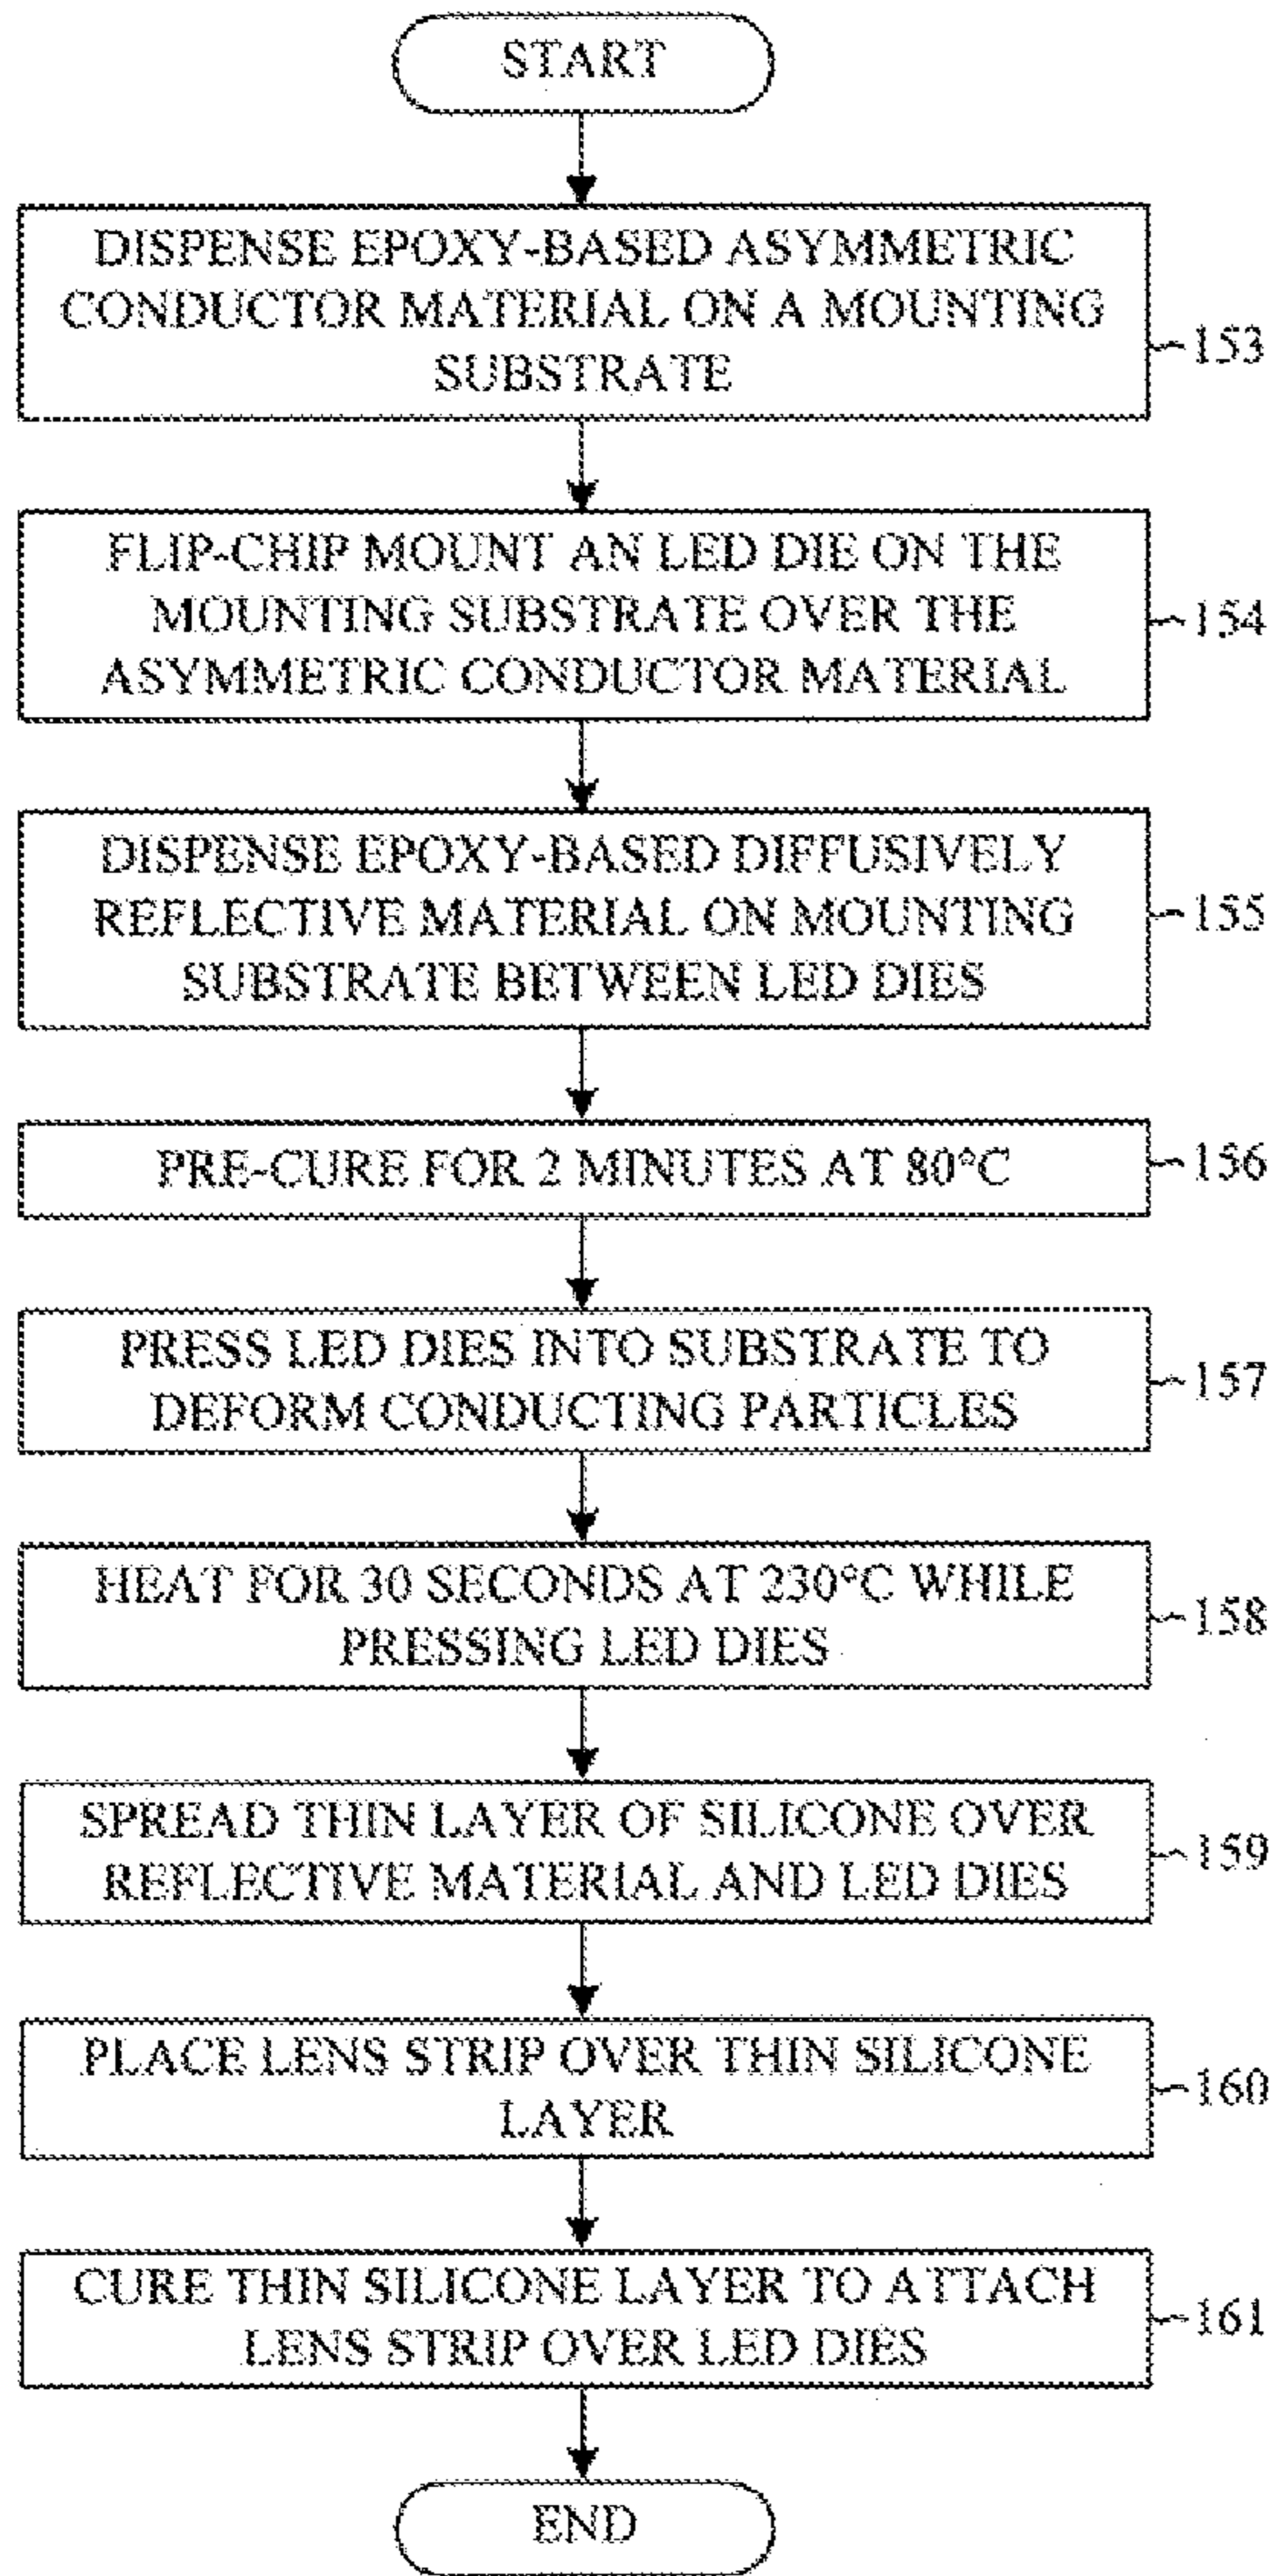 START
DISPENSE EPOXY-BASED ASYMMETRIC
CONDUCTOR MATERIAL ON A MOUNTING
SUBSTRATE
153
FLIP-CHIP MOUNT AN LED DIE ON THE
MOUNTING SUBSTRATE OVER THE
ASYMMETRIC CONDUCTOR MATERIAL
154
DISPENSE EPOXY-BASED DIFFUSIVELY
REFLECTIVE MATERIAL ON MOUNTING
SUBSTRATE BETWEEN LED DIES
155
PRE-CURE FOR 2 MINUTES AT 80°C
156
PRESS LED DIES INTO SUBSTRATE TO
DEFORM CONDUCTING PARTICLES
157
HEAT FOR 30 SECONDS AT 230°C WHILE
PRESSING LED DIES
158
SPREAD THIN LAYER OF SILICONE OVER
REFLECTIVE MATERIAL AND LED DIES
159
PLACE LENS STRIP OVER THIN SILICONE
LAYER
160
CURE THIN SILICONE LAYER TO ATTACH
LENS STRIP OVER LED DIES
161
END